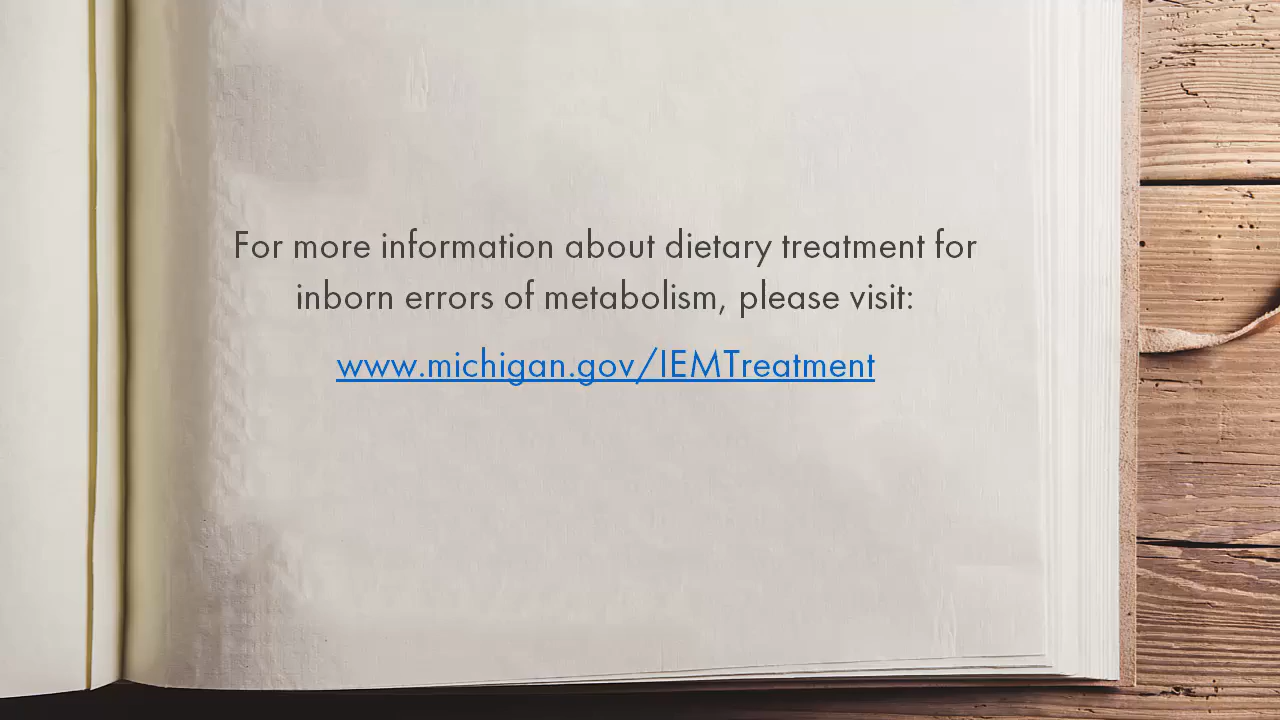 For more information about dietary treatment for
inborn errors of metabolism, please visit:
www.michigan.gov/IEMTreatment